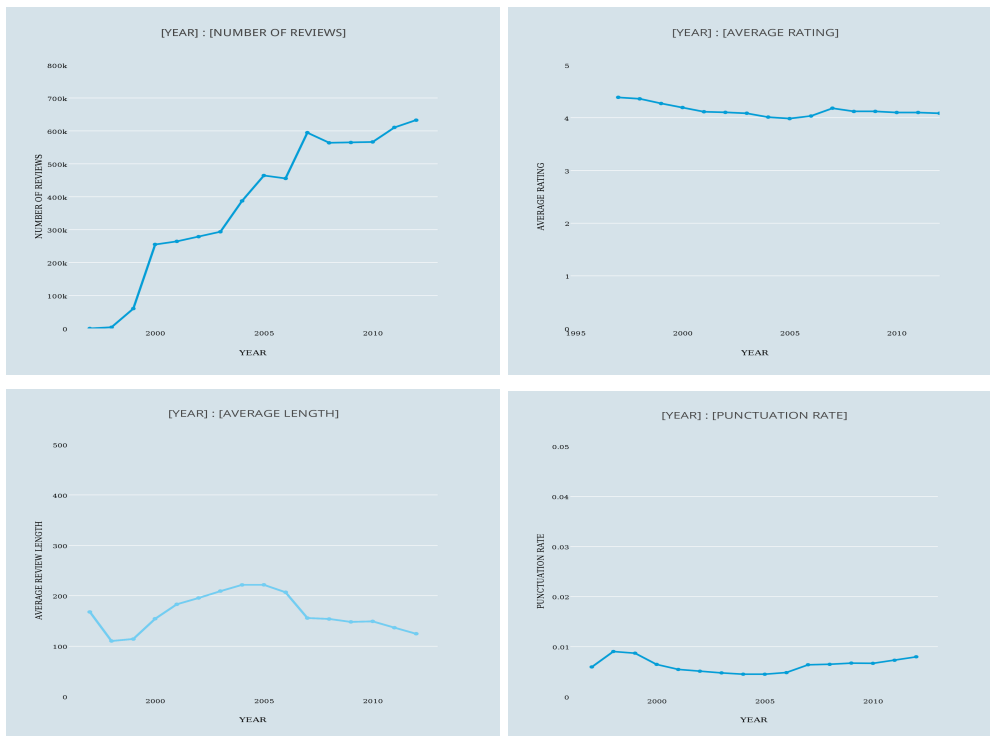 [YEAR] : [NUMBER OF REVIEWS]
800k
700k
600k
500k
400k
300k
200k
100k
0
NUMBER OF REVIEWS
2000 2005 2010
YEAR
[YEAR] : [AVERAGE RATING]
5
4
3
2
1
0
AVERAGE RATING
1995 2000 2005 2010
YEAR
[YEAR] : [AVERAGE LENGTH]
500
400
300
200
100
0
AVERAGE REVIEW LENGTH
2000 2005 2010
YEAR
[YEAR] : [PUNCTUATION RATE]
0.05
0.04
0.03
0.02
0.01
0
PUNCTUATION RATE
2000 2005 2010
YEAR